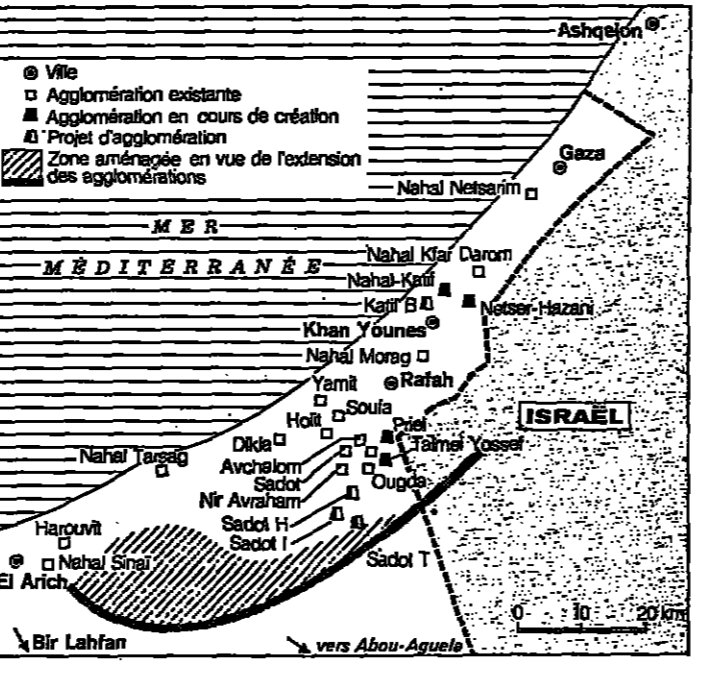 Ashqelon
Ville
Agglomération existante
Agglomération en cours de création
Projet d'agglomération
Zone aménagée en vue de l'extension
des agglomérations
Gaza
Nahal Netsarim
MER
MÉDITERRANÉE
Nahal Kfar Darom
Nahal-Katif
Katif B
Netser-Hazani
Khan Younes
Nahal Morag
Rafah
Yamit
Soufa
Holit
ISRAËL
Priel
Dikla
Talmei Yossef
Nahal Tarsag
Avchalom
Sadot
Ougda
Nir Avraham
Sadot H
Harouvit
Sadot I
Nahal Sinaï
Sadot T
El Arich
0 10 20 km
Bir Lahfan
vers Abou-Aguela